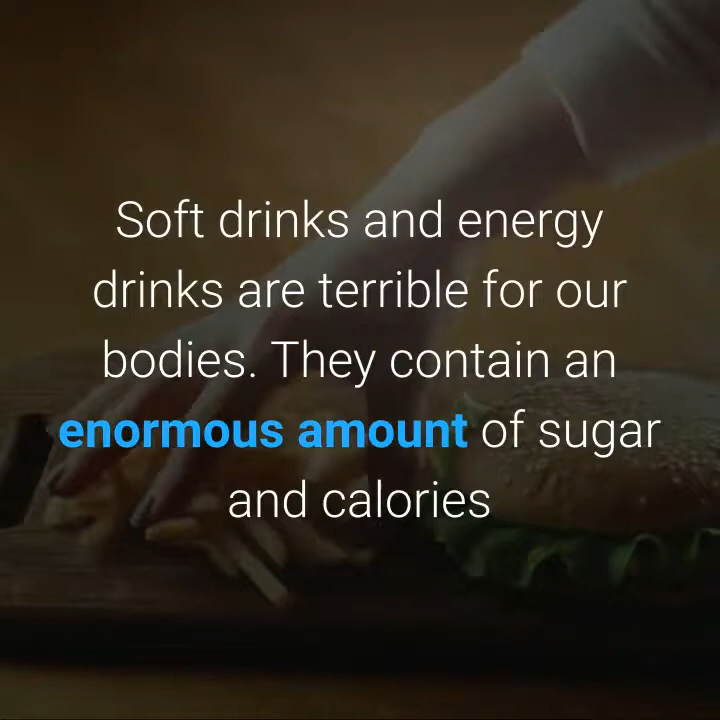 Soft drinks and energy
drinks are terrible for our
bodies. They contain an
enormous amount of sugar
and calories